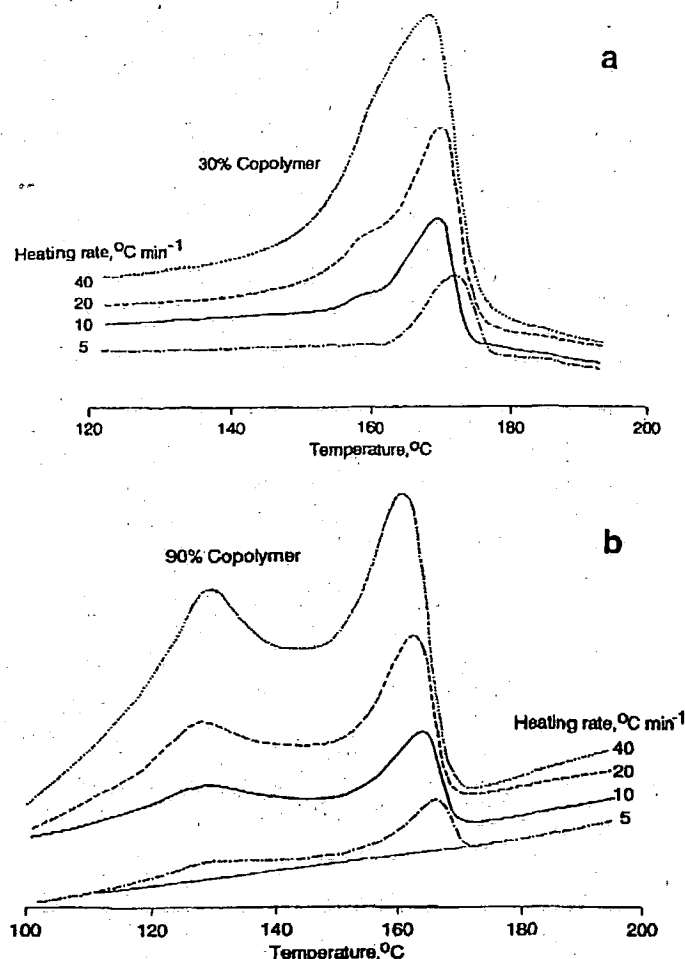 a
30% Copolymer
Heating rate,°C min⁻¹
40
20
10
5
120 140 160 180 200
Temperature,°C
b
90% Copolymer
Heating rate,°C min⁻¹
40
20
10
5
100 120 140 160 180 200
Temperature,°C